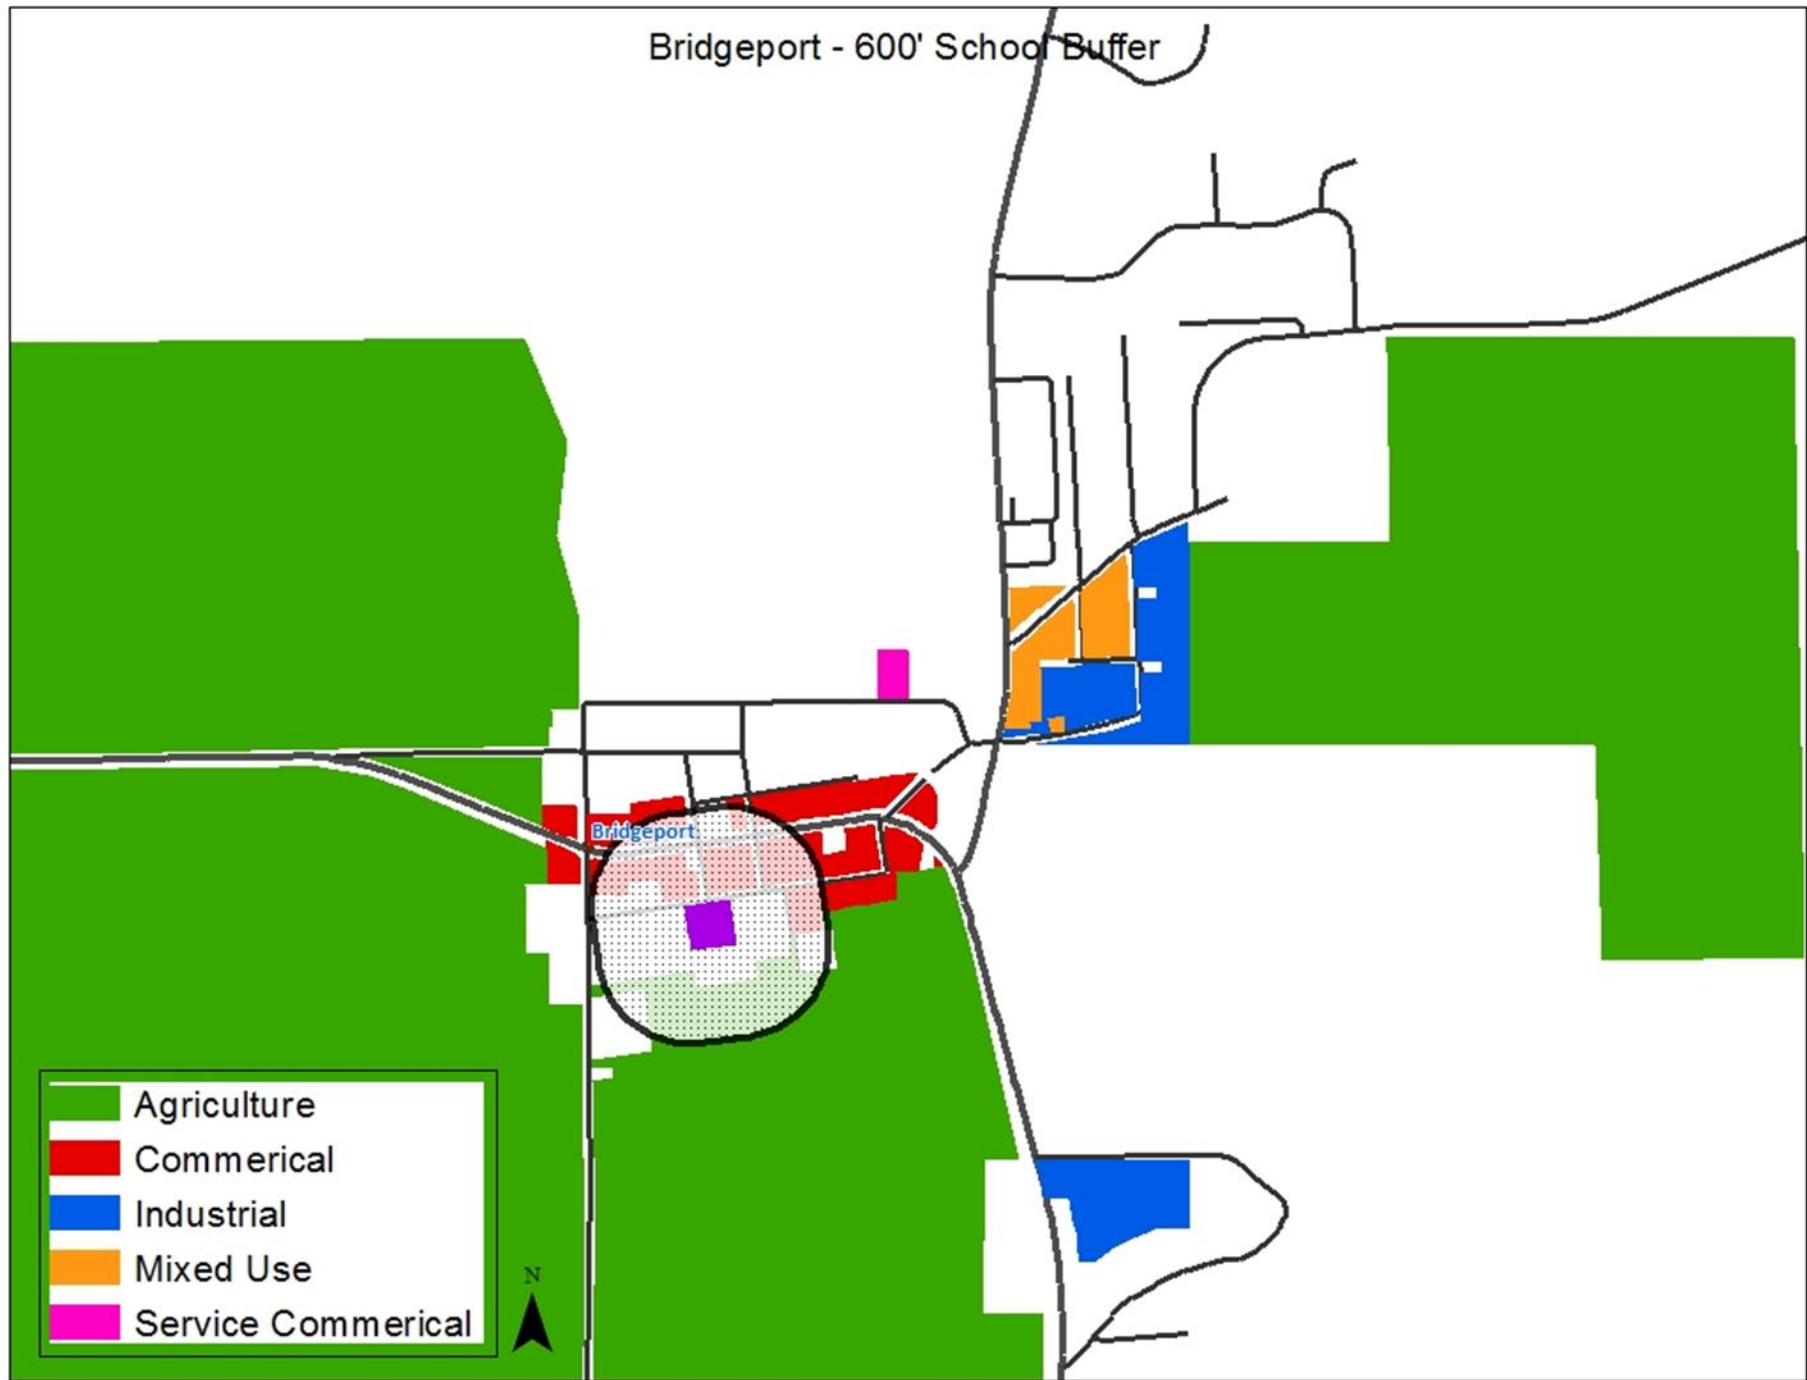 Bridgeport - 600' School Buffer
Bridgeport
Agriculture
Commerical
Industrial
Mixed Use
Service Commerical
N